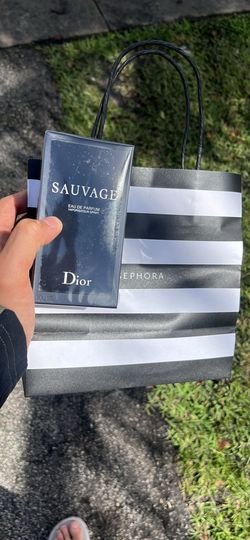 SAUVAGE
EAU DE PARFUM
VAPORISATEUR SPRAY
Dior
SEPHORA